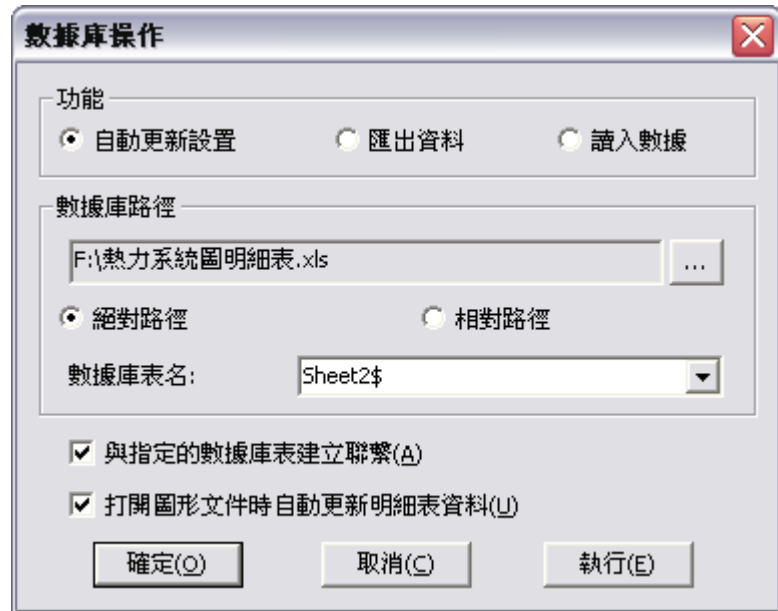 數據庫操作
功能
自動更新設置 匯出資料 讀入數據
數據庫路徑
F:\熱力系統圖明細表.xls ...
絕對路徑 相對路徑
數據庫表名: Sheet2$
與指定的數據庫表建立聯繫(A)
打開圖形文件時自動更新明細表資料(U)
確定(O) 取消(C) 執行(E)